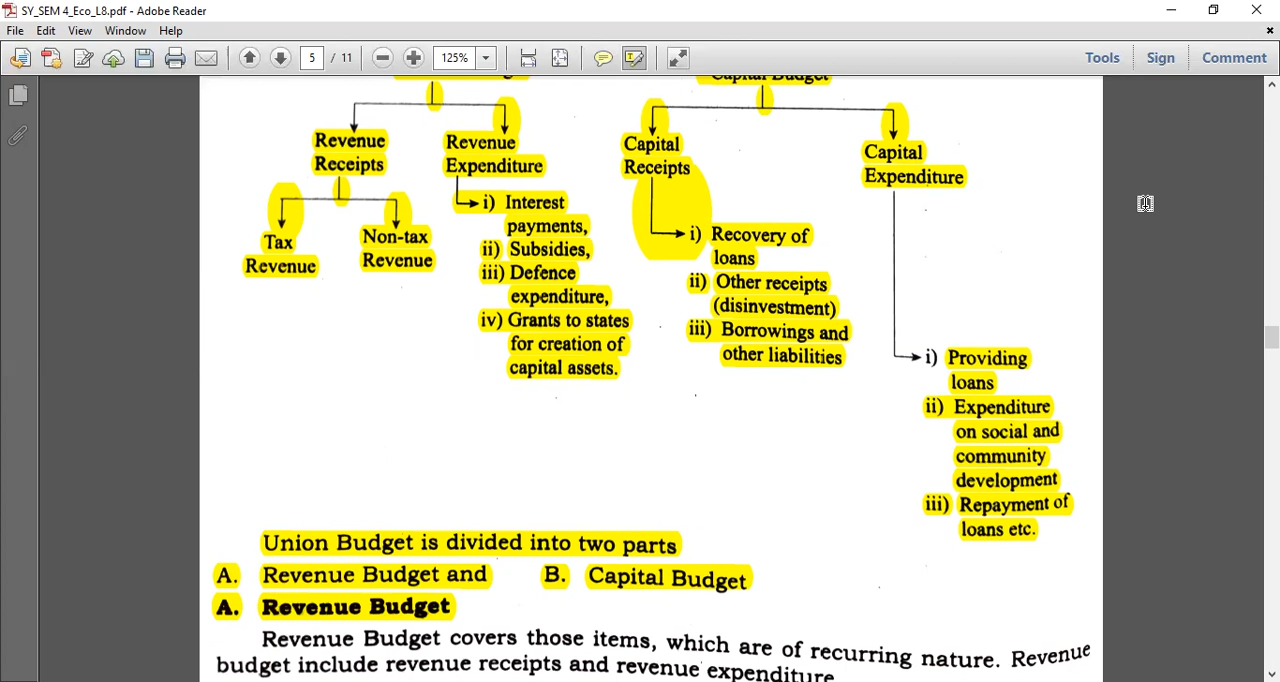 SY_SEM 4_Eco_L8.pdf - Adobe Reader
File Edit View Window Help
5 / 11 125% Tools Sign Comment
Capital Budget
Revenue
Receipts
Revenue
Expenditure
Capital
Receipts
Capital
Expenditure
Tax
Revenue
Non-tax
Revenue
i) Interest
payments,
ii) Subsidies,
iii) Defence
expenditure,
iv) Grants to states
for creation of
capital assets.
i) Recovery of
loans
ii) Other receipts
(disinvestment)
iii) Borrowings and
other liabilities
i) Providing
loans
ii) Expenditure
on social and
community
development
iii) Repayment of
loans etc.
Union Budget is divided into two parts
A. Revenue Budget and B. Capital Budget
A. Revenue Budget
Revenue Budget covers those items, which are of recurring nature. Revenue
budget include revenue receipts and revenue expenditure